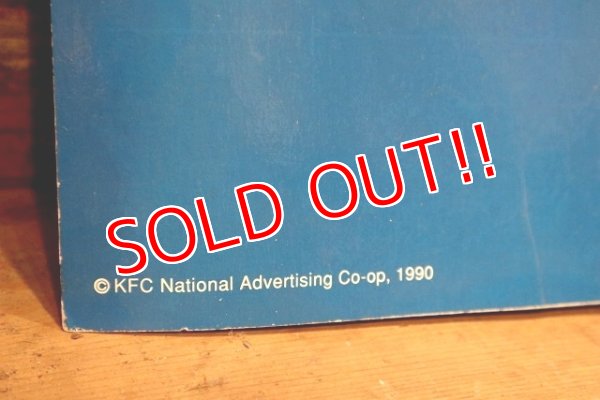 SOLD OUT!!
© KFC National Advertising Co-op, 1990